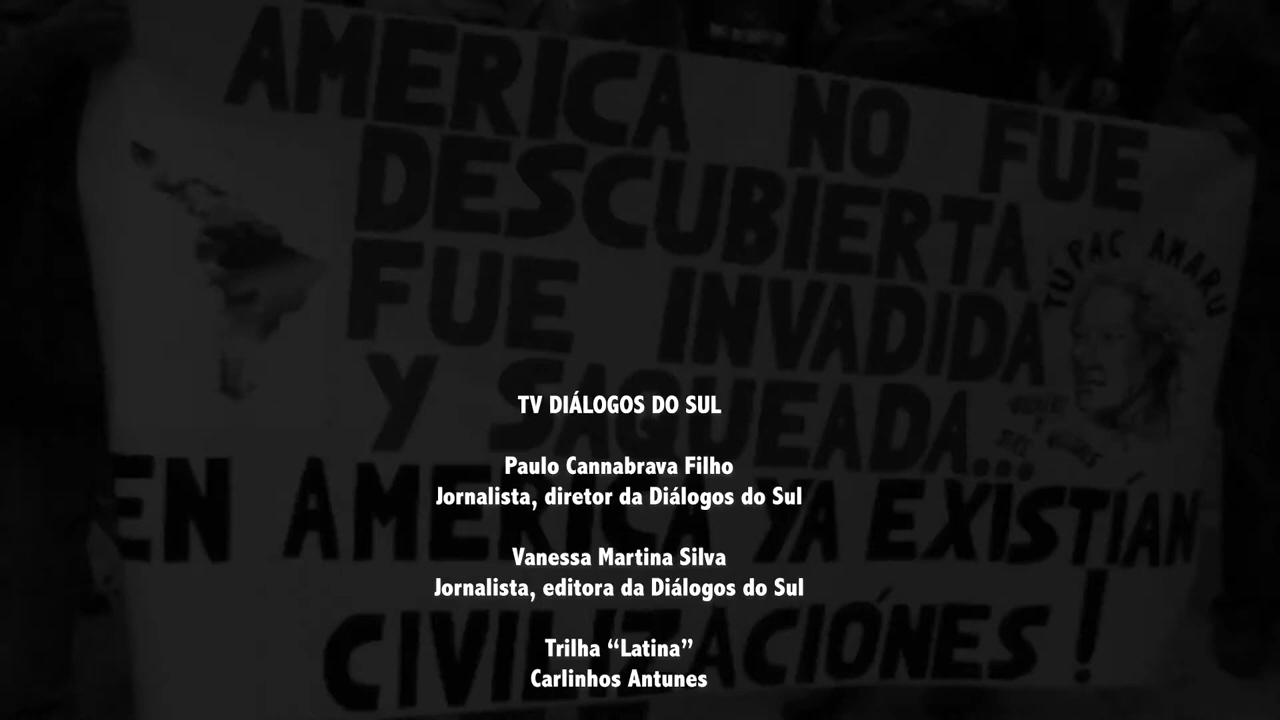 AMERICA NO FUE
DESCUBIERTA
FUE INVADIDA
Y SAQUEADA...
EN AMERICA YA EXISTÍAN
CIVILIZACIÓNES!
TUPAC AMARU
TV DIÁLOGOS DO SUL
Paulo Cannabrava Filho
Jornalista, diretor da Diálogos do Sul
Vanessa Martina Silva
Jornalista, editora da Diálogos do Sul
Trilha “Latina”
Carlinhos Antunes